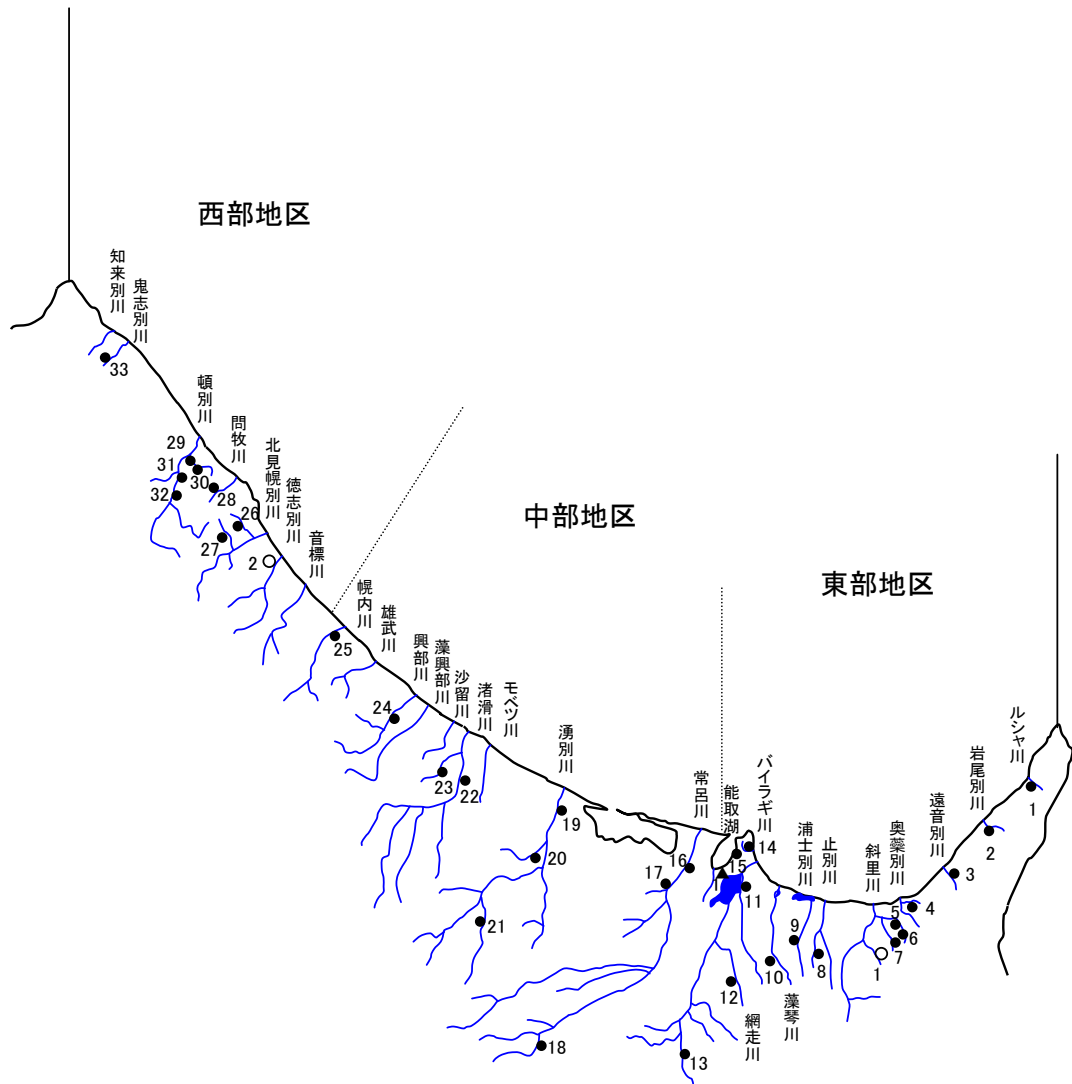 西部地区
知来別川
鬼志別川
33
頓別川
問牧川
北見幌別川
徳志別川
音標川
29
31
30
32
28
26
27
2
中部地区
幌内川
雄武川
興部川
藻興部川
沙留川
渚滑川
モベツ川
湧別川
常呂川
25
24
23
22
19
20
21
16
17
18
東部地区
能取湖
バイラギ川
浦士別川
止別川
斜里川
奥蘂別川
遠音別川
岩尾別川
ルシャ川
藻琴川
網走川
14
15
1
11
12
13
10
9
8
1
7
6
5
4
3
2
1